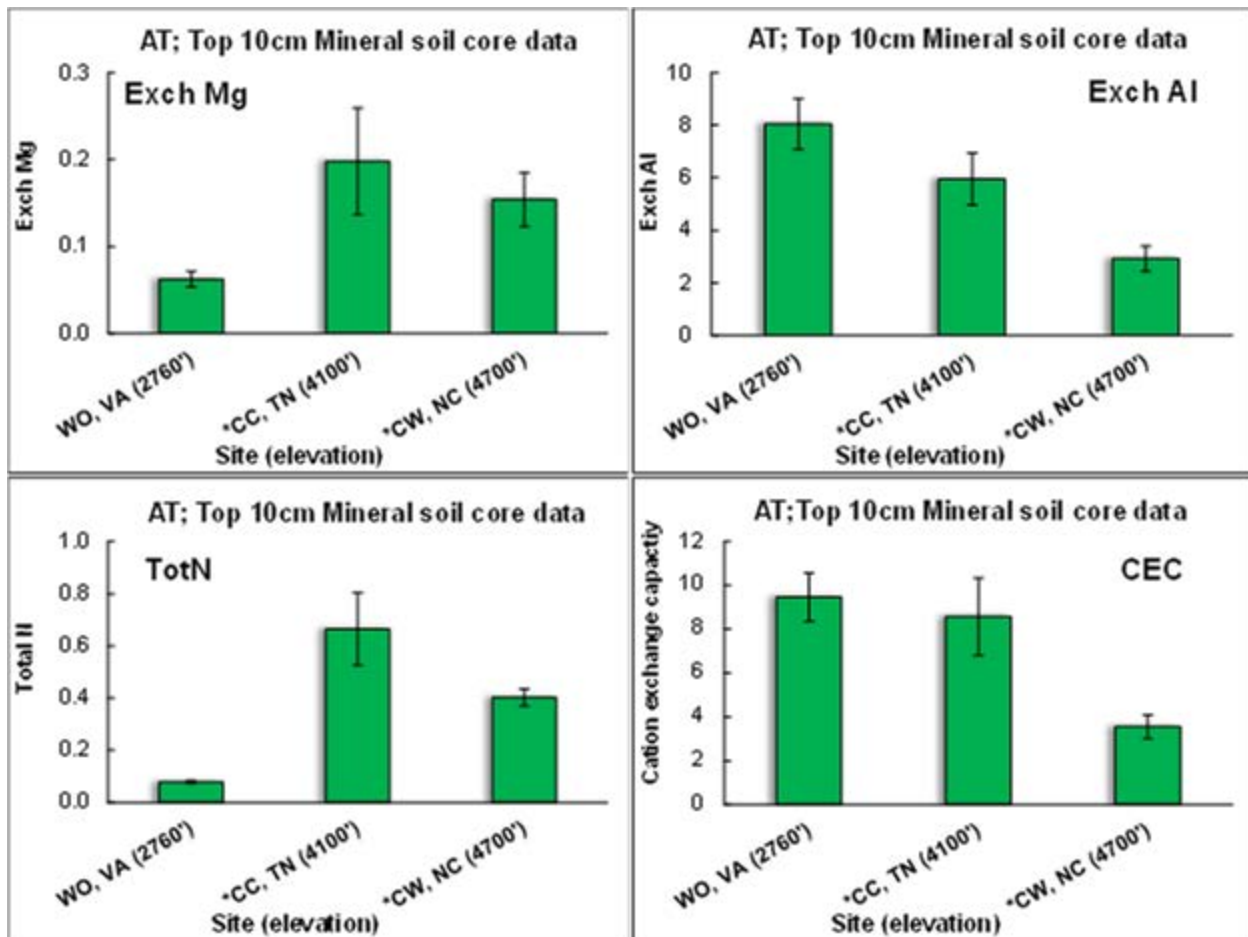 AT; Top 10cm Mineral soil core data
Exch Mg
Exch Mg
0.3
0.2
0.1
0.0
WO, VA (2760')
*CC, TN (4100')
*CW, NC (4700')
Site (elevation)
AT; Top 10cm Mineral soil core data
Exch Al
Exch Al
10
8
6
4
2
0
WO, VA (2760')
*CC, TN (4100')
*CW, NC (4700')
Site (elevation)
AT; Top 10cm Mineral soil core data
TotN
Total N
1.0
0.8
0.6
0.4
0.2
0.0
WO, VA (2760')
*CC, TN (4100')
*CW, NC (4700')
Site (elevation)
AT;Top 10cm Mineral soil core data
CEC
Cation exchange capactiy
12
10
8
6
4
2
0
WO, VA (2760')
*CC, TN (4100')
*CW, NC (4700')
Site (elevation)